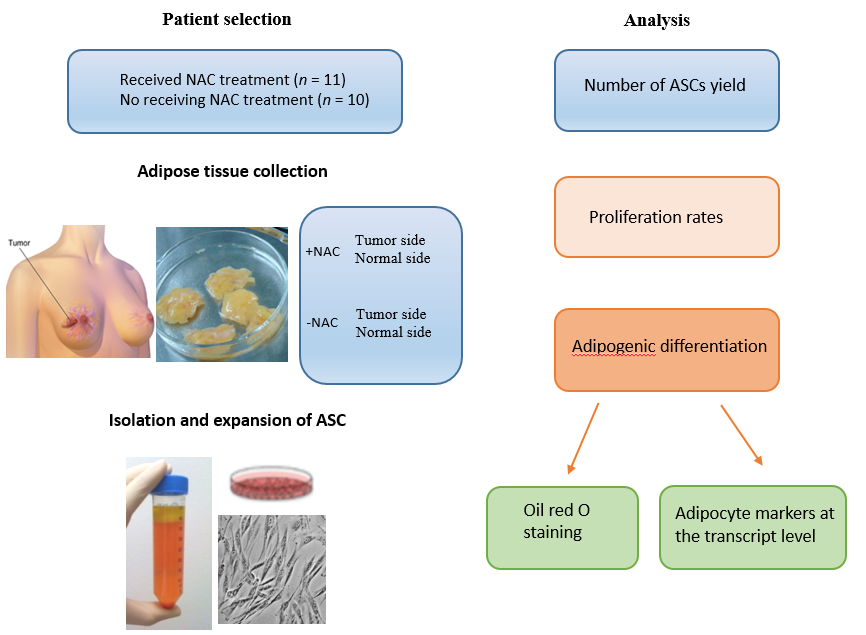 Patient selection
Received NAC treatment (n = 11)
No receiving NAC treatment (n = 10)
Adipose tissue collection
Tumor
+NAC
Tumor side
Normal side
-NAC
Tumor side
Normal side
Isolation and expansion of ASC
Analysis
Number of ASCs yield
Proliferation rates
Adipogenic differentiation
Oil red O
staining
Adipocyte markers at
the transcript level